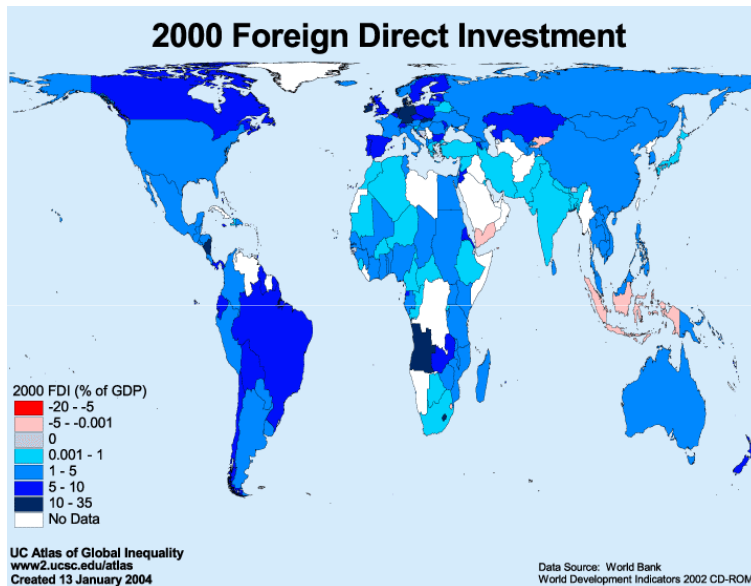 2000 Foreign Direct Investment
2000 FDI (% of GDP)
-20 - -5
-5 - -0.001
0
0.001 - 1
1 - 5
5 - 10
10 - 35
No Data
UC Atlas of Global Inequality
www2.ucsc.edu/atlas
Created 13 January 2004
Data Source: World Bank
World Development Indicators 2002 CD-ROM